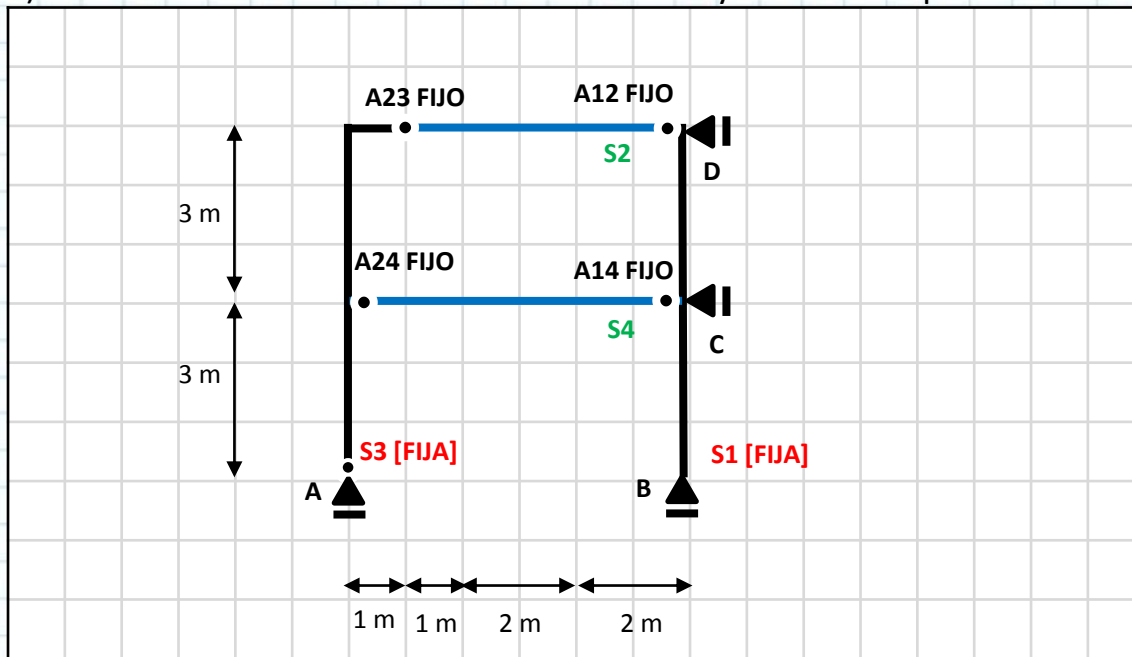 A23 FIJO
A12 FIJO
S2
D
3 m
A24 FIJO
A14 FIJO
S4
C
3 m
S3 [FIJA]
S1 [FIJA]
A
B
1 m
1 m
2 m
2 m